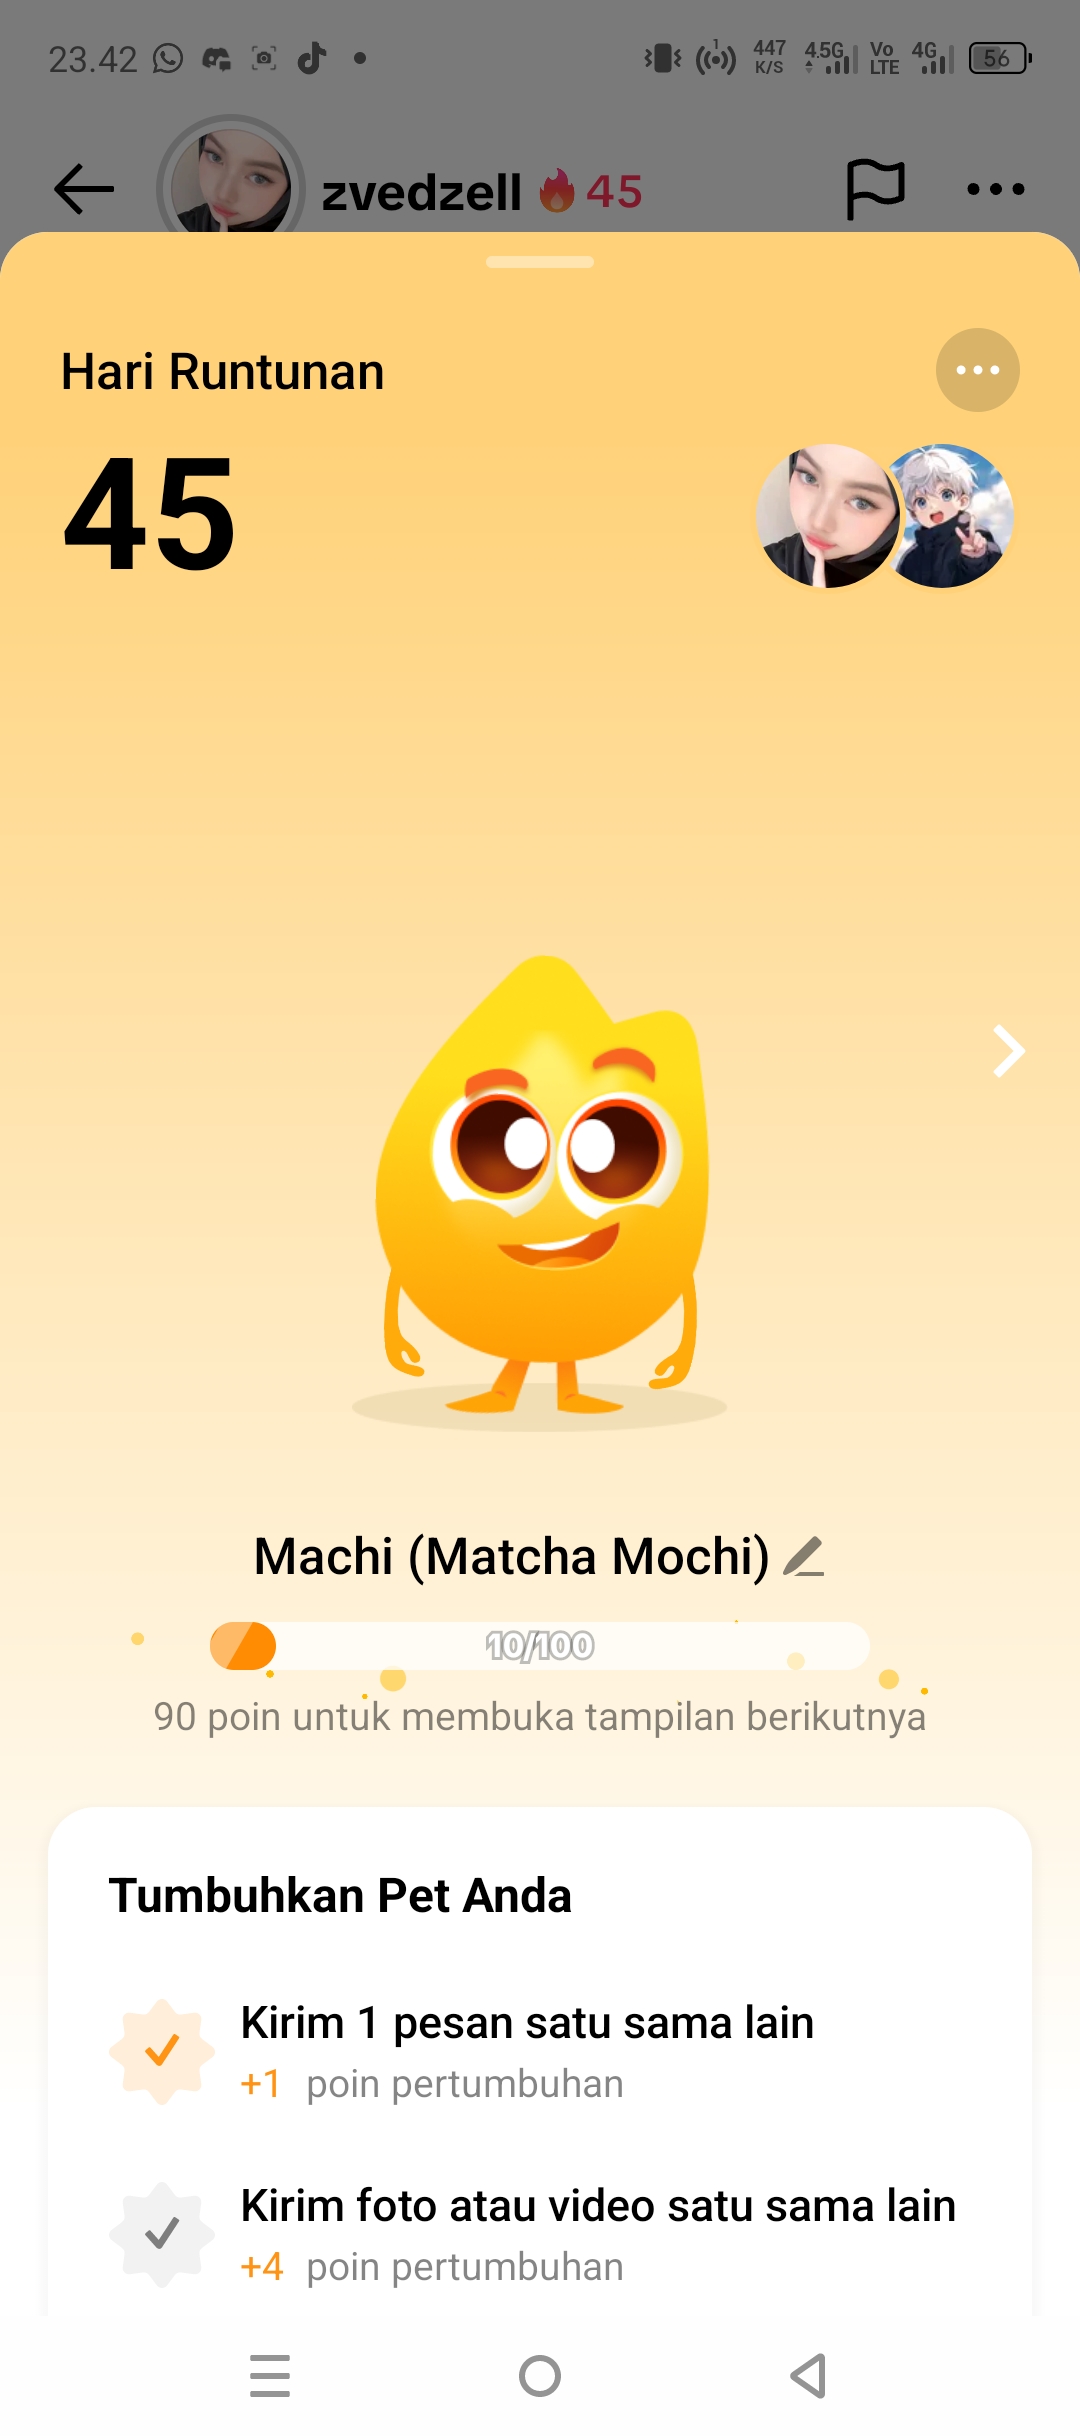 23.42
447
K/S
4.5G
Vo
LTE
4G
56
zvedzell 45
Hari Runtunan
45
Machi (Matcha Mochi)
10/100
90 poin untuk membuka tampilan berikutnya
Tumbuhkan Pet Anda
Kirim 1 pesan satu sama lain
+1 poin pertumbuhan
Kirim foto atau video satu sama lain
+4 poin pertumbuhan